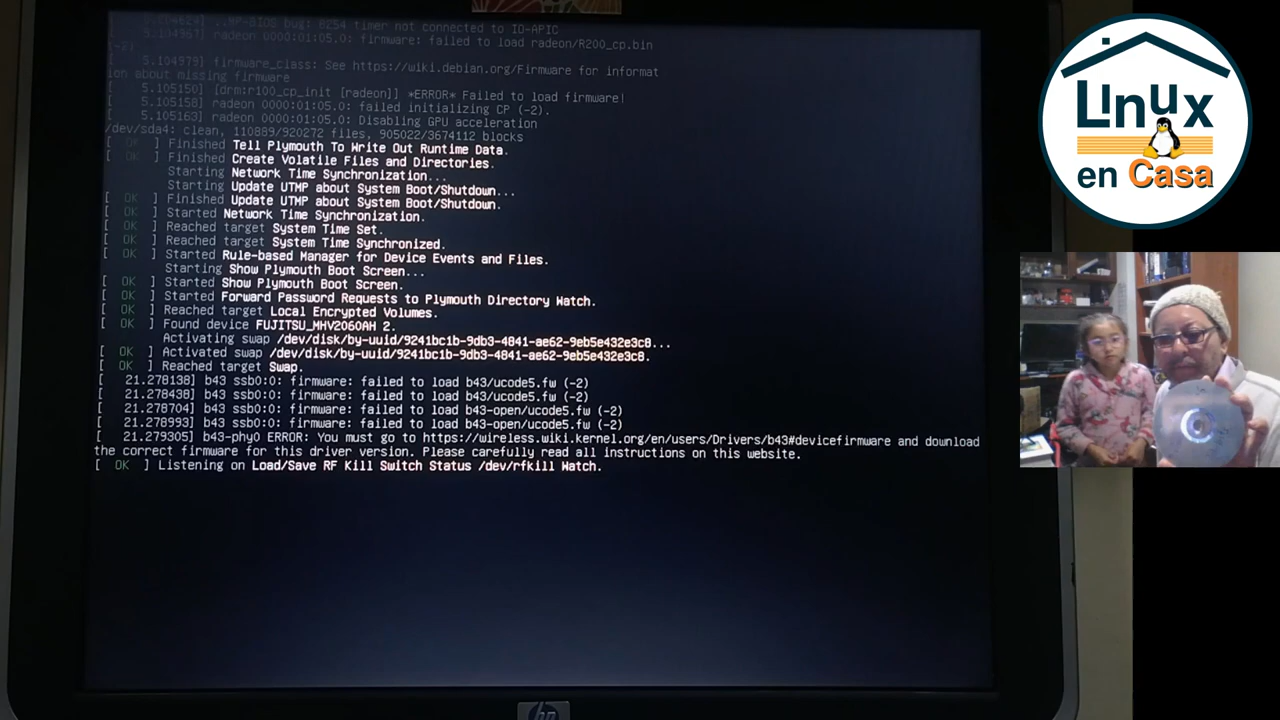 5.104624] ..BP-BIOS bug: 8254 timer not connected to IO-APIC
5.104967] radeon 0000:01:05.0: firmware: failed to load radeon/R200_cp.bin
(-2)
5.104979] firmware_class: See https://wiki.debian.org/Firmware for informat
ion about missing firmware
[ 5.105150] [drm:r100_cp_init [radeon]] *ERROR* Failed to load firmware!
[ 5.105158] radeon 0000:01:05.0: failed initializing CP (-2).
[ 5.105163] radeon 0000:01:05.0: Disabling GPU acceleration
/dev/sda4: clean, 110889/920272 files, 905022/3674112 blocks
[ OK ] Finished Tell Plymouth To Write Out Runtime Data.
[ OK ] Finished Create Volatile Files and Directories.
Starting Network Time Synchronization...
Starting Update UTMP about System Boot/Shutdown...
[ OK ] Finished Update UTMP about System Boot/Shutdown.
[ OK ] Started Network Time Synchronization.
[ OK ] Reached target System Time Set.
[ OK ] Reached target System Time Synchronized.
[ OK ] Started Rule-based Manager for Device Events and Files.
Starting Show Plymouth Boot Screen...
[ OK ] Started Show Plymouth Boot Screen.
[ OK ] Started Forward Password Requests to Plymouth Directory Watch.
[ OK ] Reached target Local Encrypted Volumes.
[ OK ] Found device FUJITSU_MHV2060AH 2.
Activating swap /dev/disk/by-uuid/9241bc1b-9db3-4841-ae62-9eb5e432e3c8...
[ OK ] Activated swap /dev/disk/by-uuid/9241bc1b-9db3-4841-ae62-9eb5e432e3c8.
[ OK ] Reached target Swap.
[ 21.278138] b43 ssb0:0: firmware: failed to load b43/ucode5.fw (-2)
[ 21.278438] b43 ssb0:0: firmware: failed to load b43/ucode5.fw (-2)
[ 21.278704] b43 ssb0:0: firmware: failed to load b43-open/ucode5.fw (-2)
[ 21.278993] b43 ssb0:0: firmware: failed to load b43-open/ucode5.fw (-2)
[ 21.279305] b43-phy0 ERROR: You must go to https://wireless.wiki.kernel.org/en/users/Drivers/b43#devicefirmware and download
the correct firmware for this driver version. Please carefully read all instructions on this website.
[ OK ] Listening on Load/Save RF Kill Switch Status /dev/rfkill Watch.
hp
Linux
en Casa